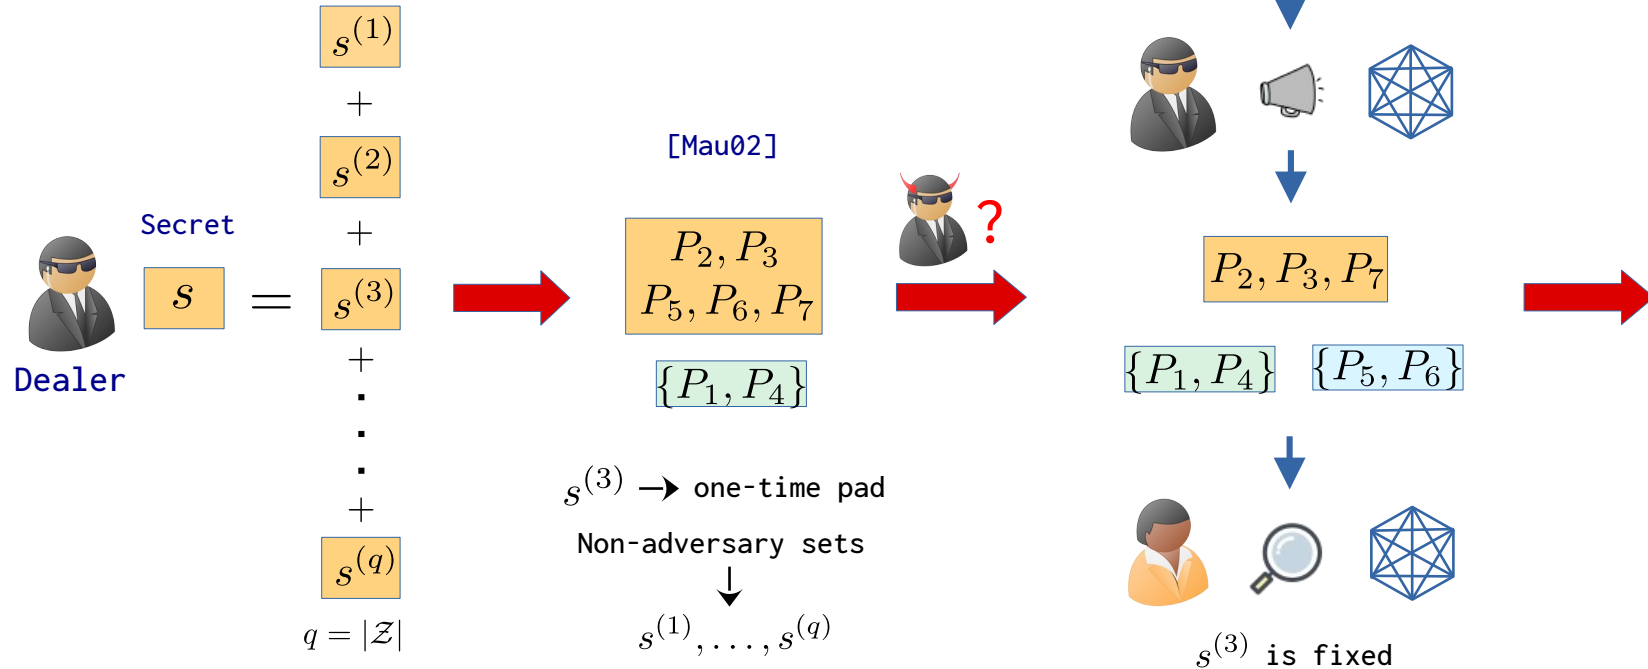 s^{(1)}
+
s^{(2)}
+
Secret
s = s^{(3)}
Dealer
+
.
.
.
+
s^{(q)}
q = |𝒵|
[Mau02]
P_2, P_3
P_5, P_6, P_7
{P_1, P_4}
s^{(3)} → one-time pad
Non-adversary sets
s^{(1)}, . . . , s^{(q)}
?
P_2, P_3, P_7
{P_1, P_4} {P_5, P_6}
s^{(3)} is fixed